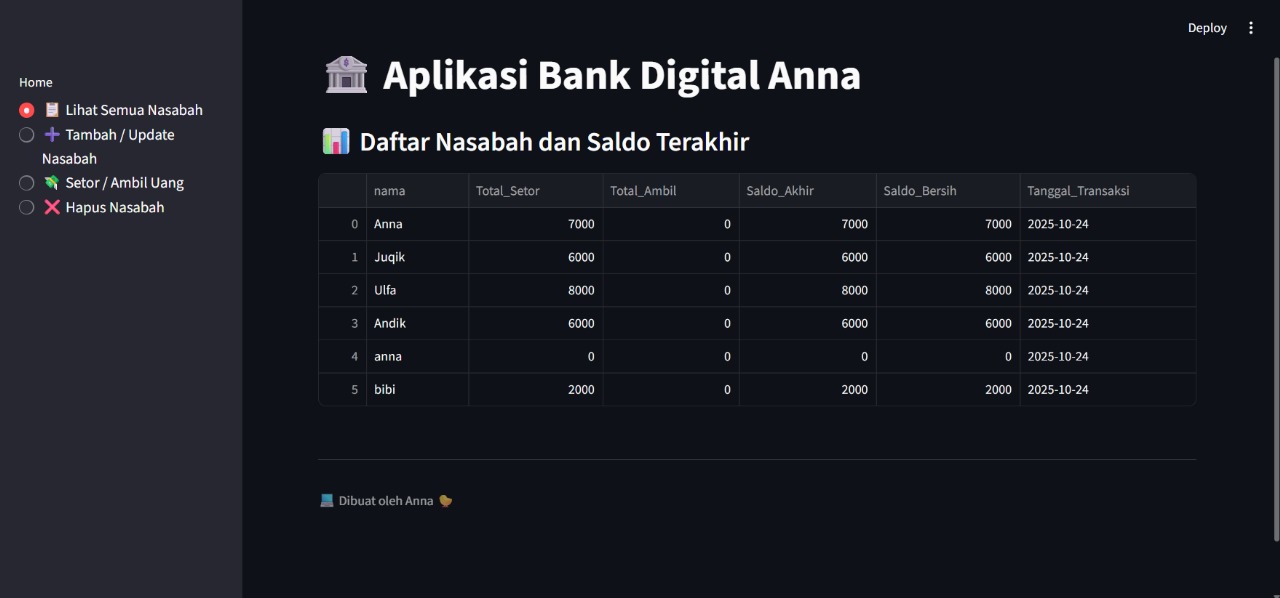 Deploy
Home
Lihat Semua Nasabah
Tambah / Update
Nasabah
Setor / Ambil Uang
Hapus Nasabah
Aplikasi Bank Digital Anna
Daftar Nasabah dan Saldo Terakhir
nama Total_Setor Total_Ambil Saldo_Akhir Saldo_Bersih Tanggal_Transaksi
0 Anna 7000 0 7000 7000 2025-10-24
1 Juqik 6000 0 6000 6000 2025-10-24
2 Ulfa 8000 0 8000 8000 2025-10-24
3 Andik 6000 0 6000 6000 2025-10-24
4 anna 0 0 0 0 2025-10-24
5 bibi 2000 0 2000 2000 2025-10-24
Dibuat oleh Anna